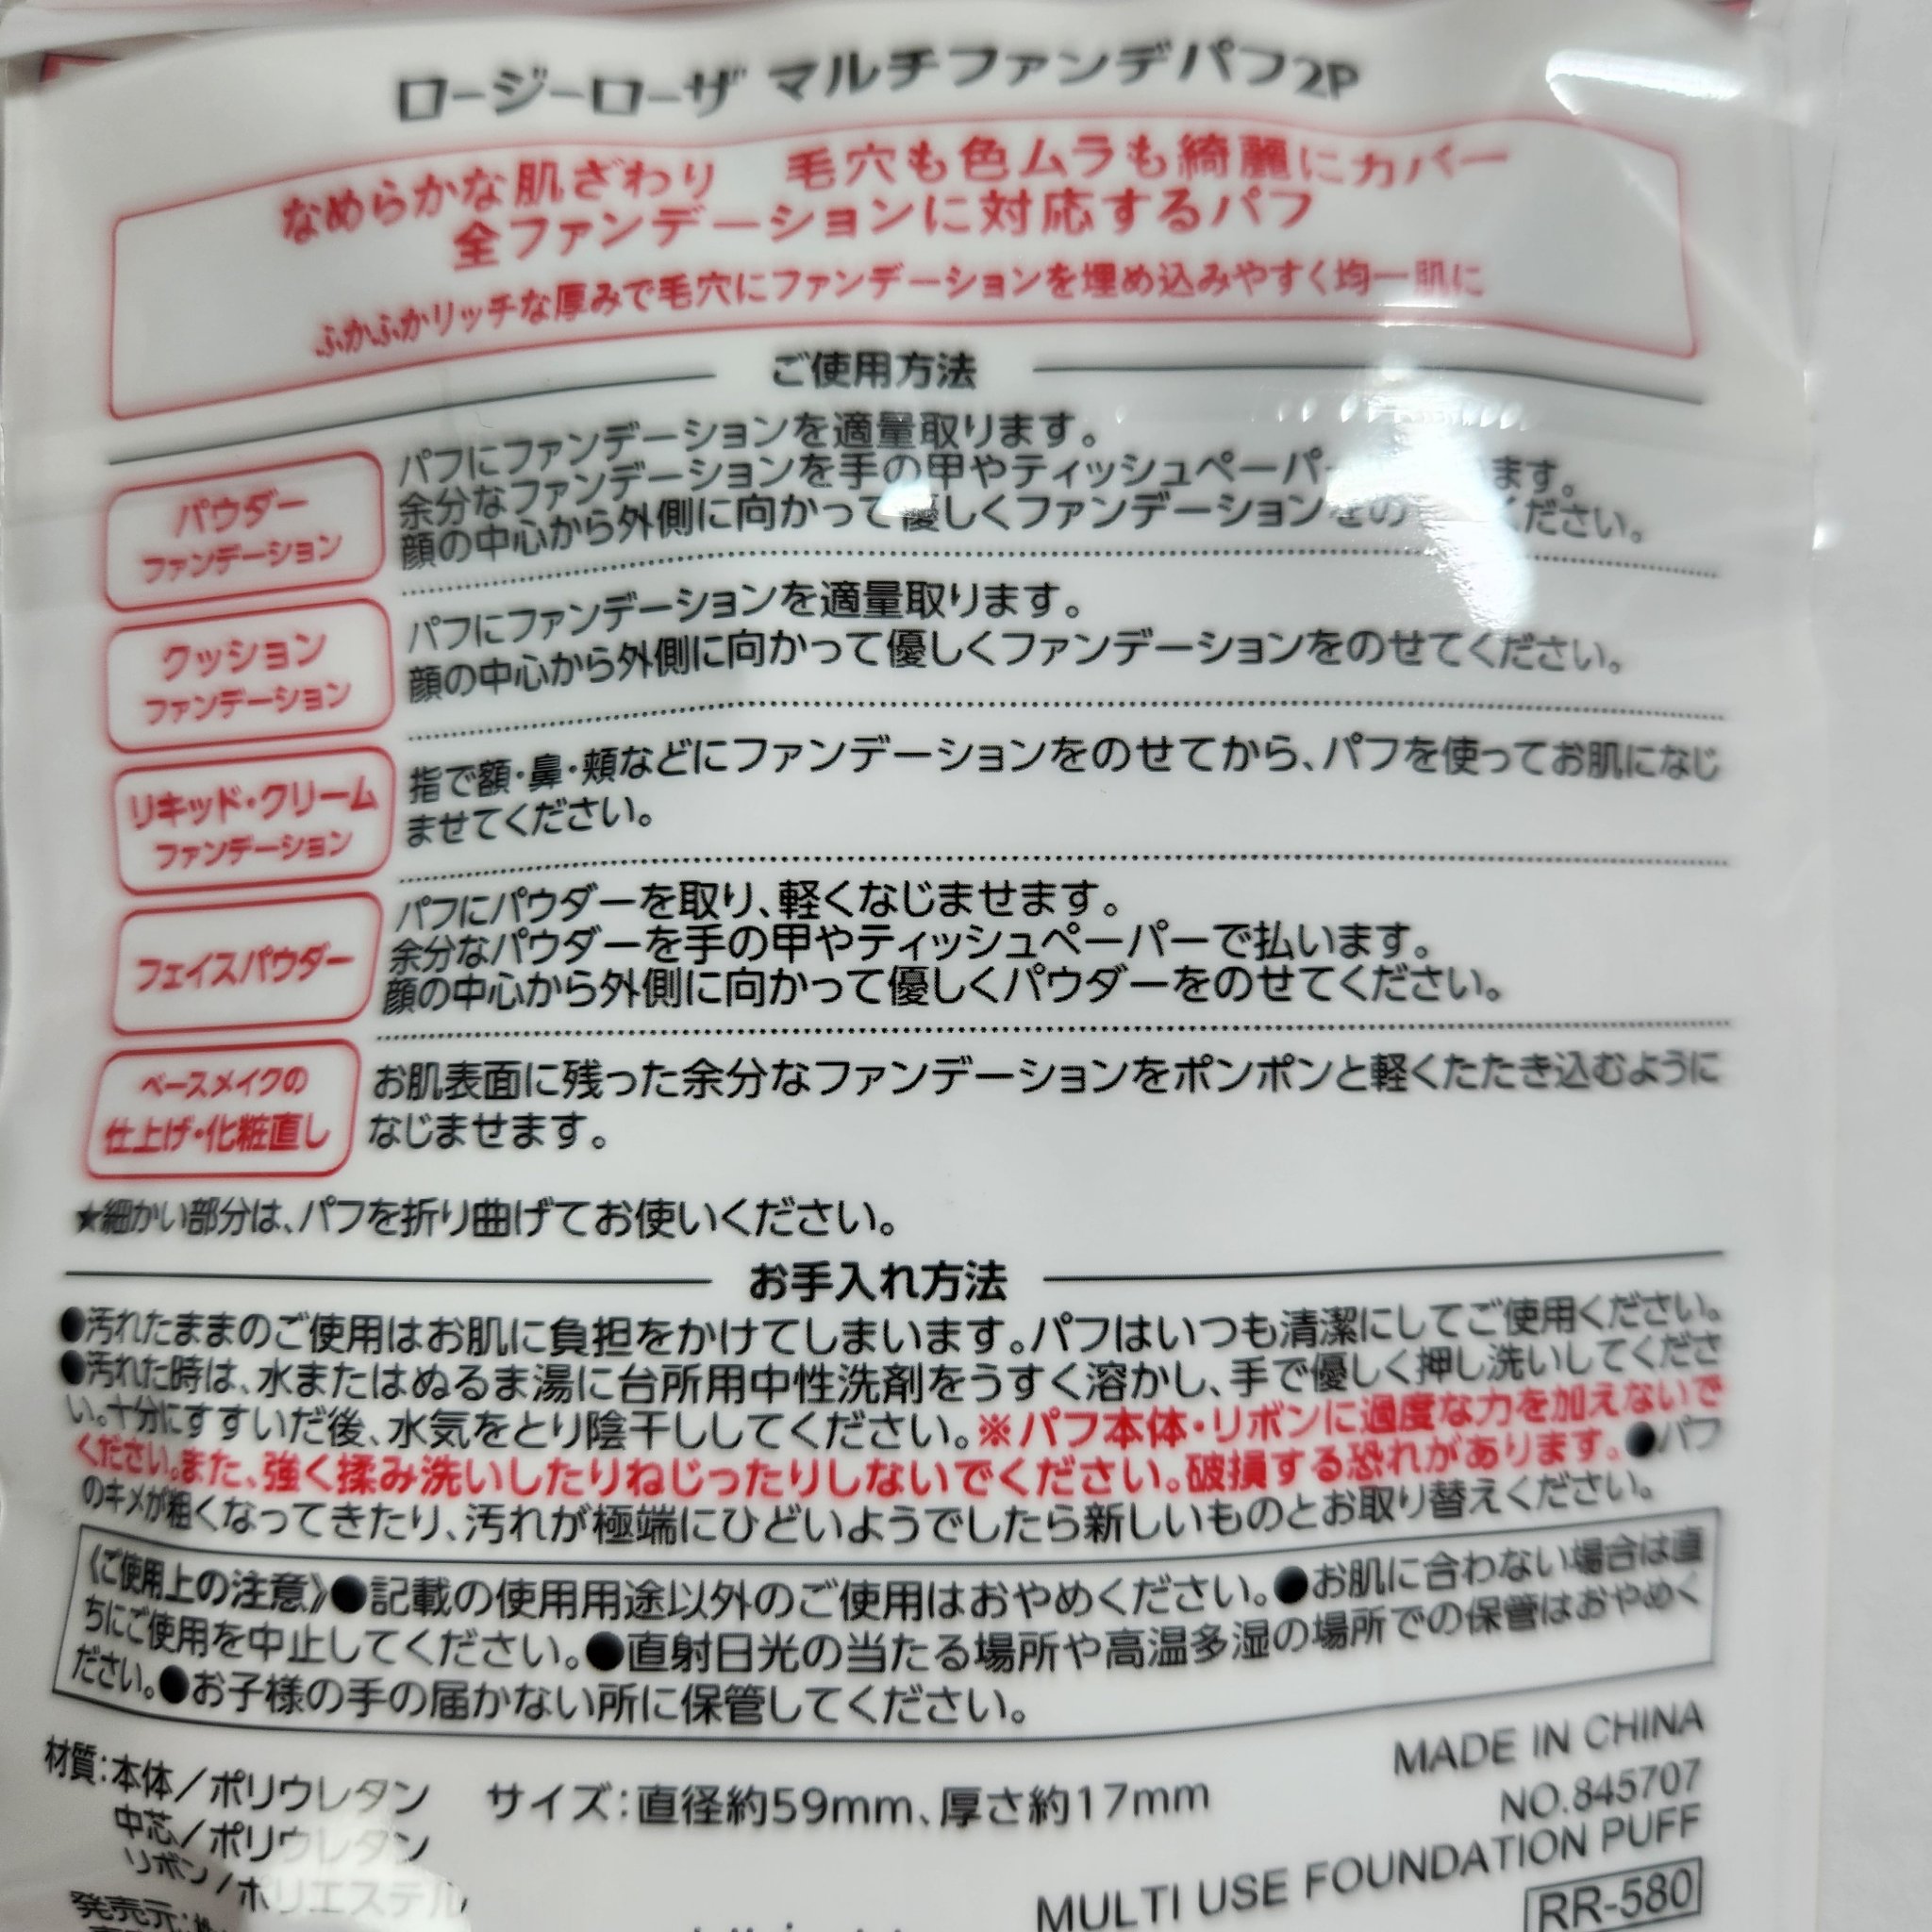 ロージーローザ マルチファンデパフ2P
なめらかな肌ざわり 毛穴も色ムラも綺麗にカバー
全ファンデーションに対応するパフ
ふかふかリッチな厚みで毛穴にファンデーションを埋め込みやすく均一肌に
ご使用方法
パウダー
ファンデーション
パフにファンデーションを適量取ります。
余分なファンデーションを手の甲やティッシュペーパー ます。
顔の中心から外側に向かって優しくファンデーションをの ください。
クッション
ファンデーション
パフにファンデーションを適量取ります。
顔の中心から外側に向かって優しくファンデーションをのせてください。
リキッド・クリーム
ファンデーション
指で額・鼻・頬などにファンデーションをのせてから、パフを使ってお肌になじ
ませてください。
フェイスパウダー
パフにパウダーを取り、軽くなじませます。
余分なパウダーを手の甲やティッシュペーパーで払います。
顔の中心から外側に向かって優しくパウダーをのせてください。
ベースメイクの
仕上げ・化粧直し
お肌表面に残った余分なファンデーションをポンポンと軽くたたき込むように
なじませます。
★細かい部分は、パフを折り曲げてお使いください。
お手入れ方法
●汚れたままのご使用はお肌に負担をかけてしまいます。パフはいつも清潔にしてご使用ください。
●汚れた時は、水またはぬるま湯に台所用中性洗剤をうすく溶かし、手で優しく押し洗いしてくださ
い。十分にすすいだ後、水気をとり陰干ししてください。※パフ本体・リボンに過度な力を加えないで
ください。また、強く揉み洗いしたりねじったりしないでください。破損する恐れがあります。●パフ
のキメが粗くなってきたり、汚れが極端にひどいようでしたら新しいものとお取り替えください。
《ご使用上の注意》●記載の使用用途以外のご使用はおやめください。●お肌に合わない場合は直
ちにご使用を中止してください。●直射日光の当たる場所や高温多湿の場所での保管はおやめく
ださい。●お子様の手の届かない所に保管してください。
材質：本体／ポリウレタン
中芯／ポリウレタン
リボン／ポリエステル
サイズ：直径約59mm、厚さ約17mm
MADE IN CHINA
NO.845707
MULTI USE FOUNDATION PUFF
RR-580
発売元：